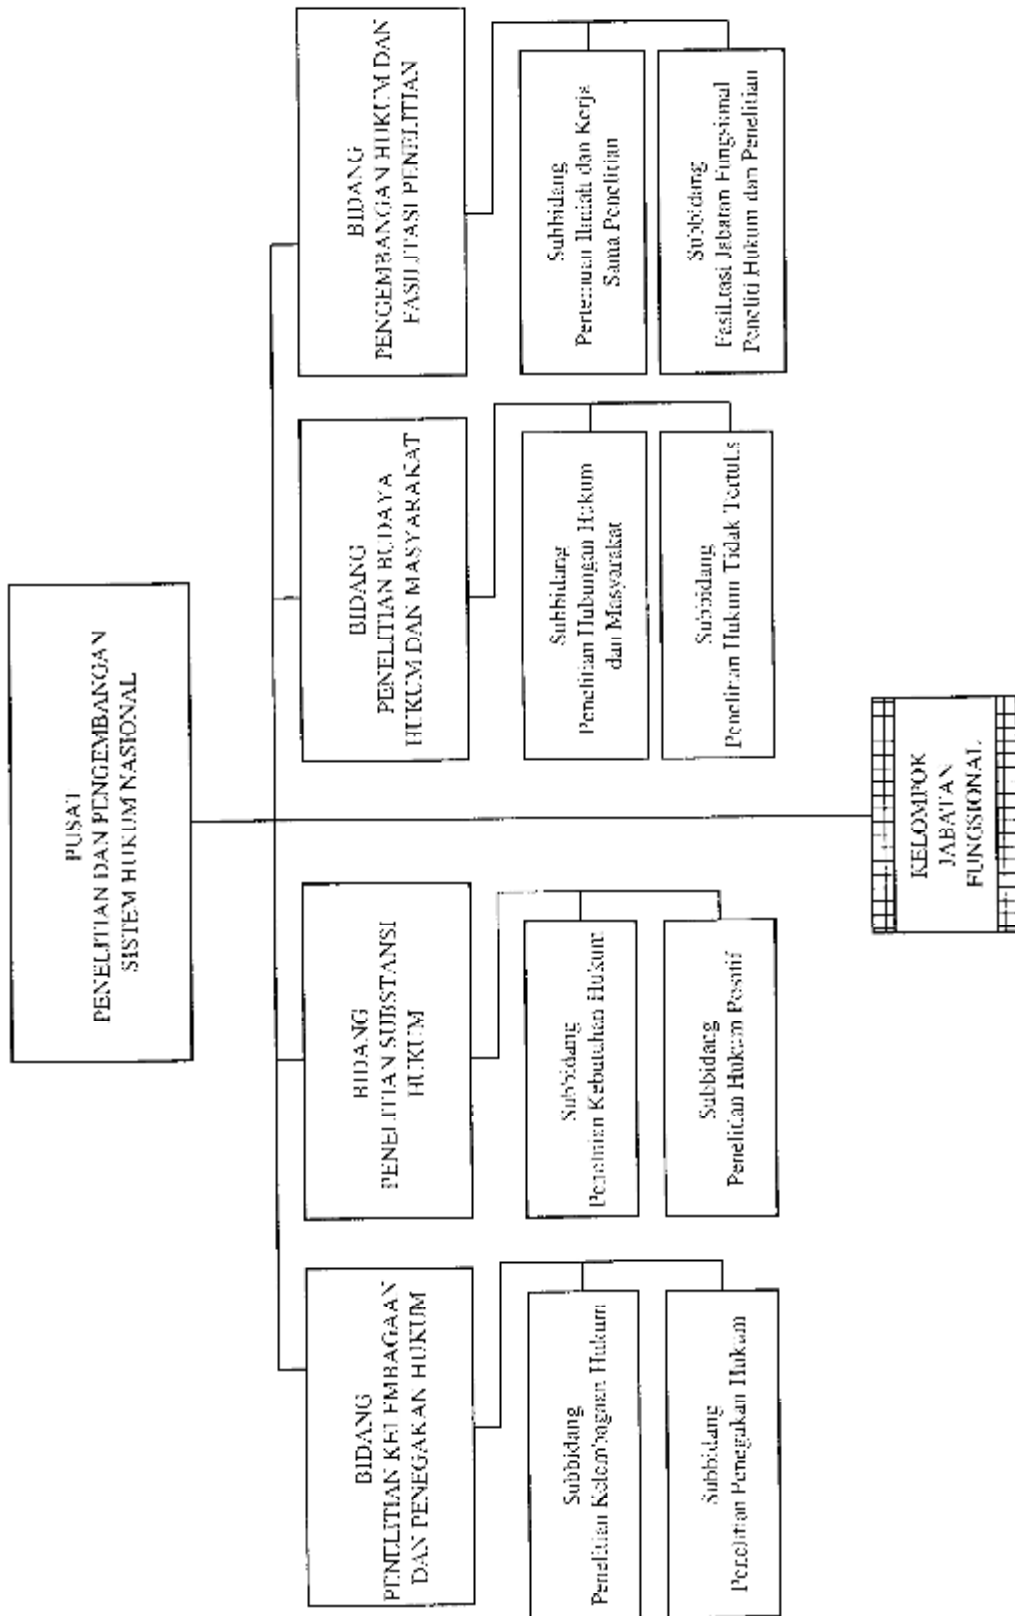 PUSAT
PENELITIAN DAN PENGEMBANGAN
SISTEM HUKUM NASIONAL
BIDANG
PENELITIAN KELEMBAGAAN
DAN PENEGAKAN HUKUM
BIDANG
PENELITIAN SUBSTANSI
HUKUM
BIDANG
PENELITIAN BUDAYA
HUKUM DAN MASYARAKAT
BIDANG
PENGEMBANGAN HUKUM DAN
FASILITASI PENELITIAN
Subbidang
Penelitian Kelembagaan Hukum
Subbidang
Penelitian Kebutuhan Hukum
Subbidang
Penelitian Hubungan Hukum
dan Masyarakat
Subbidang
Pertemuan Ilmiah dan Kerja
Sama Penelitian
Subbidang
Penelitian Penegakan Hukum
Subbidang
Penelitian Hukum Positif
Subbidang
Penelitian Hukum Tidak Tertulis
Subbidang
Fasilitasi Jabatan Fungsional
Peneliti Hukum dan Penelitian
KELOMPOK
JABATAN
FUNGSIONAL